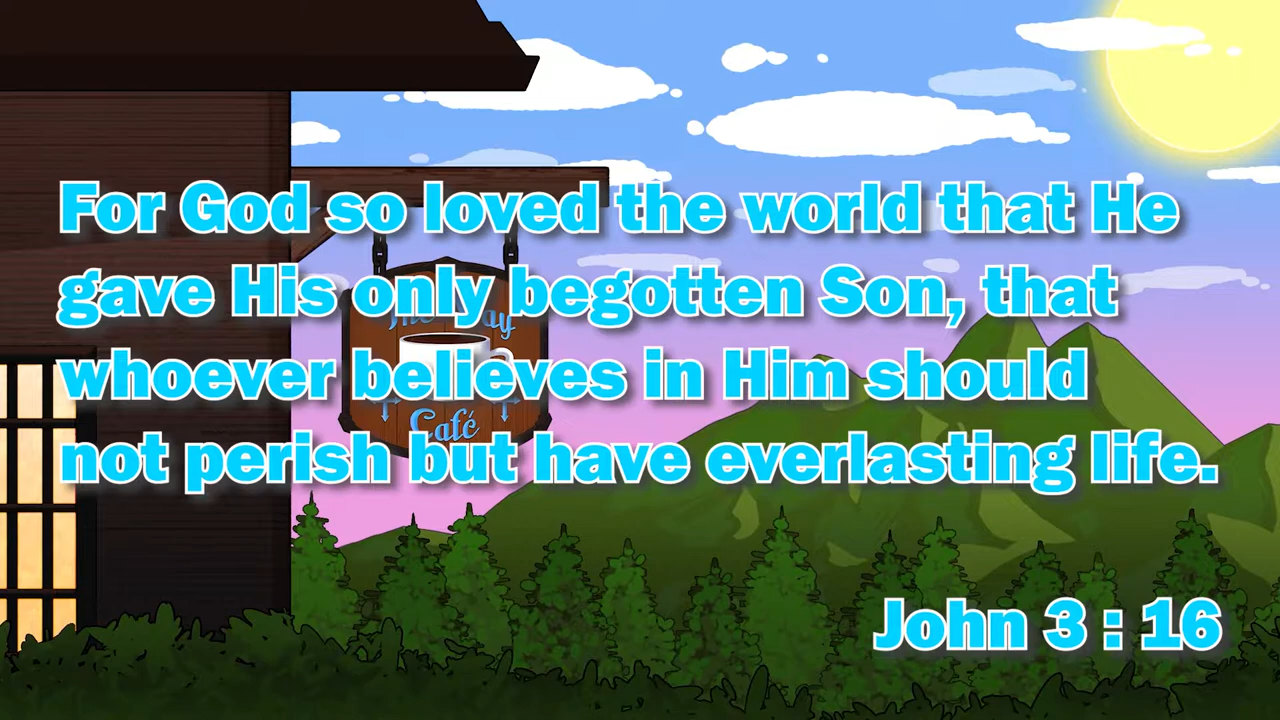 For God so loved the world that He
gave His only begotten Son, that
whoever believes in Him should
not perish but have everlasting life.
John 3 : 16
Café